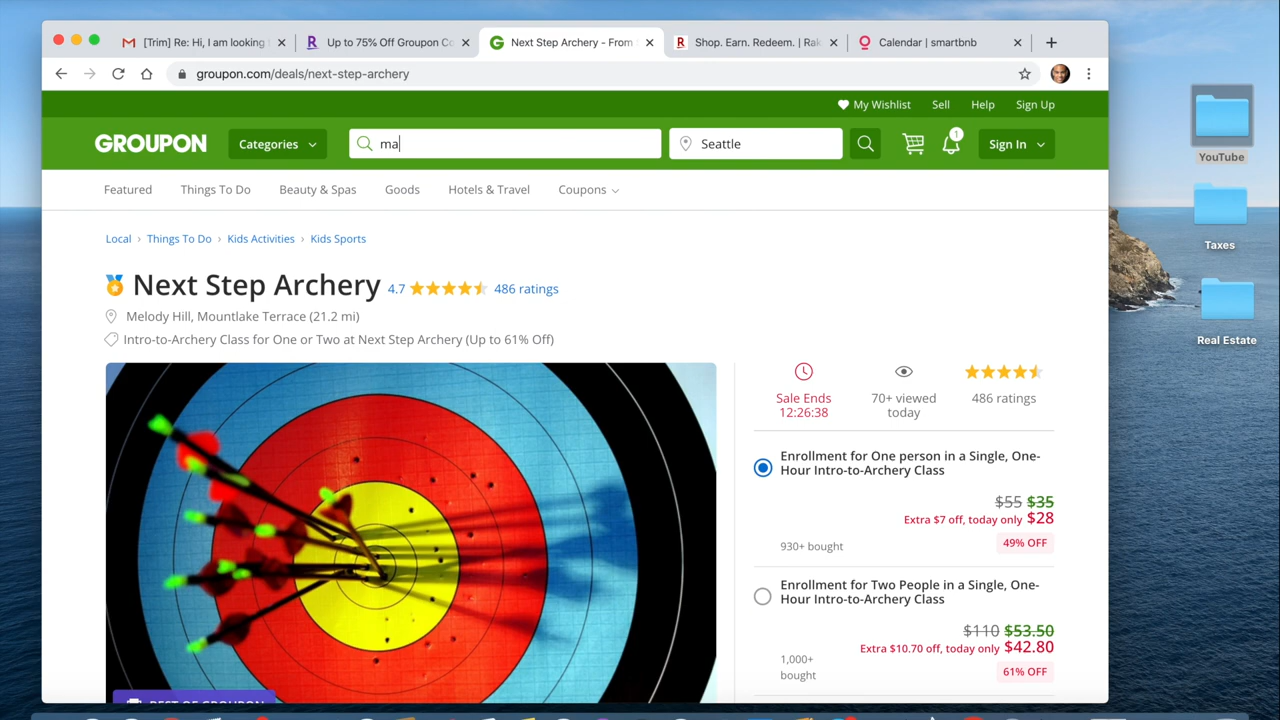 [Trim] Re: Hi, I am looking
Up to 75% Off Groupon Co
Next Step Archery - From
Shop. Earn. Redeem. | Rak
Calendar | smartbnb
groupon.com/deals/next-step-archery
My Wishlist
Sell
Help
Sign Up
GROUPON
Categories
ma
Seattle
1
Sign In
Featured
Things To Do
Beauty & Spas
Goods
Hotels & Travel
Coupons
Local › Things To Do › Kids Activities › Kids Sports
Next Step Archery 4.7 486 ratings
Melody Hill, Mountlake Terrace (21.2 mi)
Intro-to-Archery Class for One or Two at Next Step Archery (Up to 61% Off)
Sale Ends
12:26:38
70+ viewed
today
486 ratings
Enrollment for One person in a Single, One-
Hour Intro-to-Archery Class
$55 $35
Extra $7 off, today only $28
930+ bought
49% OFF
Enrollment for Two People in a Single, One-
Hour Intro-to-Archery Class
$110 $53.50
Extra $10.70 off, today only $42.80
1,000+
bought
61% OFF
BEST OF GROUPON
YouTube
Taxes
Real Estate